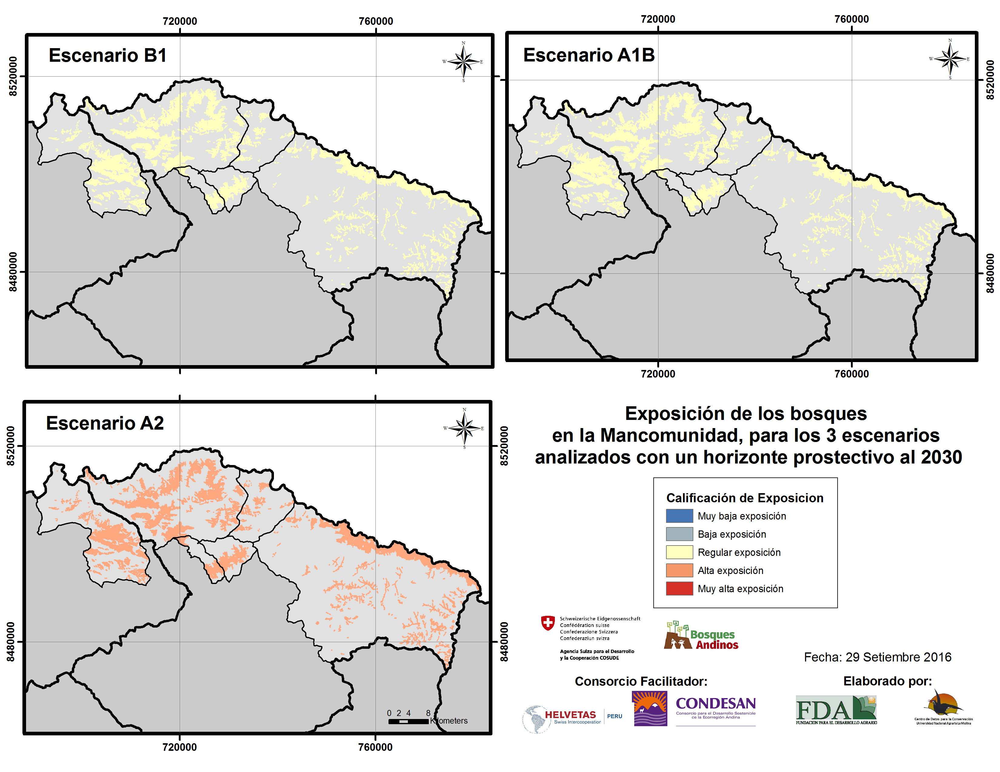 720000
760000
720000
760000
Escenario B1
N
W
E
S
8520000
8480000
Escenario A1B
N
W
E
S
8520000
8480000
720000
760000
Escenario A2
N
W
E
S
8520000
8480000
8520000
8480000
0 2 4 8
Kilometers
720000
760000
Exposición de los bosques
en la Mancomunidad, para los 3 escenarios
analizados con un horizonte prostectivo al 2030
Calificación de Exposicion
Muy baja exposición
Baja exposición
Regular exposición
Alta exposición
Muy alta exposición
Schweizerische Eidgenossenschaft
Confédération suisse
Confederazione Svizzera
Confederaziun svizra
Agencia Suiza para el Desarrollo
y la Cooperación COSUDE
Bosques
Andinos
Fecha: 29 Setiembre 2016
Consorcio Facilitador:
Elaborado por:
HELVETAS
Swiss Intercooperation
PERU
CONDESAN
Consorcio para el Desarrollo Sostenible
de la Ecorregión Andina
FDA
FUNDACION PARA EL DESARROLLO AGRARIO
Centro de Datos para la Conservación
Universidad Nacional Agraria La Molina